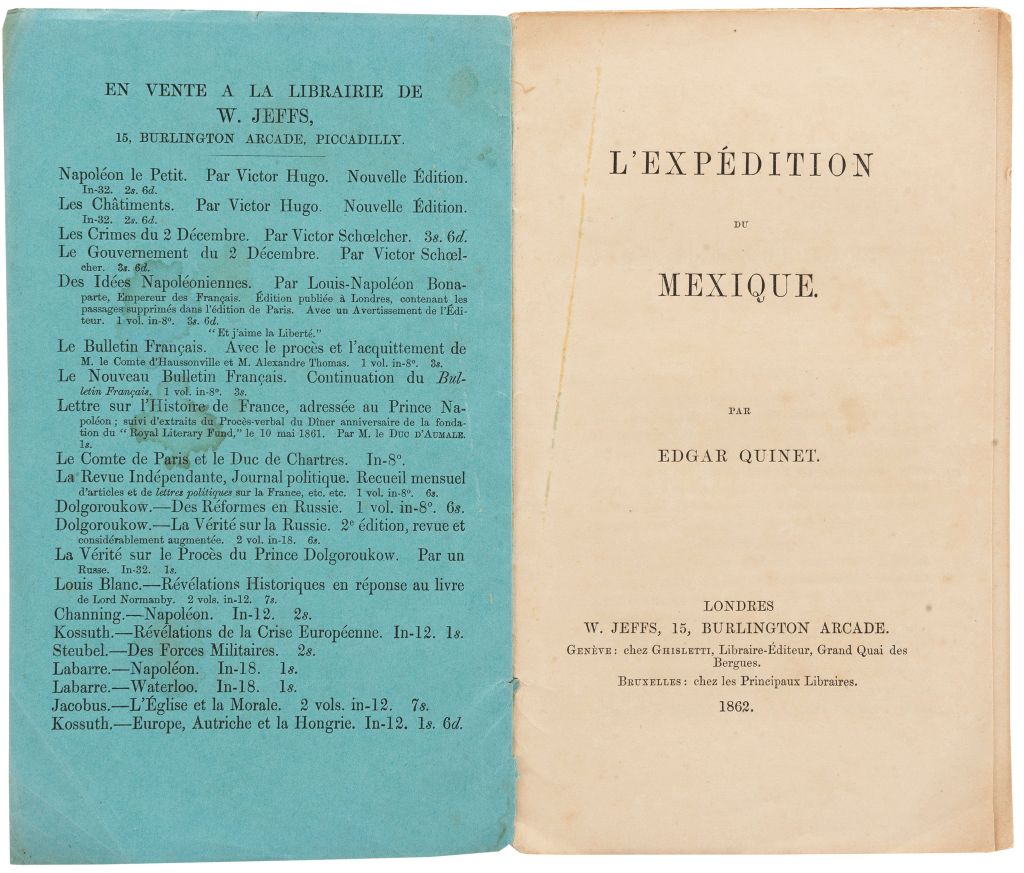 EN VENTE A LA LIBRAIRIE DE
W. JEFFS,
15, BURLINGTON ARCADE, PICCADILLY.
Napoléon le Petit. Par Victor Hugo. Nouvelle Édition.
In-32. 2s. 6d.
Les Châtiments. Par Victor Hugo. Nouvelle Édition.
In-32. 2s. 6d.
Les Crimes du 2 Décembre. Par Victor Schœlcher. 3s. 6d.
Le Gouvernement du 2 Décembre. Par Victor Schœl-
cher. 3s. 6d.
Des Idées Napoléoniennes. Par Louis-Napoléon Bona-
parte, Empereur des Français. Édition publiée à Londres, contenant les
passages supprimés dans l'édition de Paris. Avec un Avertissement de l'Édi-
teur. 1 vol. in-8°. 3s. 6d.
"Et j'aime la Liberté."
Le Bulletin Français. Avec le procès et l'acquittement de
M. le Comte d'Haussonville et M. Alexandre Thomas. 1 vol. in-8°. 3s.
Le Nouveau Bulletin Français. Continuation du Bul-
letin Français. 1 vol. in-8°. 3s.
Lettre sur l'Histoire de France, adressée au Prince Na-
poléon; suivi d'extraits du Procès-verbal du Dîner anniversaire de la fonda-
tion du "Royal Literary Fund," le 10 mai 1861. Par M. le Duc d'Aumale.
1s.
Le Comte de Paris et le Duc de Chartres. In-8°.
La Revue Indépendante, Journal politique. Recueil mensuel
d'articles et de lettres politiques sur la France, etc. etc. 1 vol. in-8°. 6s.
Dolgoroukow.—Des Réformes en Russie. 1 vol. in-8°. 6s.
Dolgoroukow.—La Vérité sur la Russie. 2e édition, revue et
considérablement augmentée. 2 vol. in-18. 6s.
La Vérité sur le Procès du Prince Dolgoroukow. Par un
Russe. In-32. 1s.
Louis Blanc.—Révélations Historiques en réponse au livre
de Lord Normanby. 2 vols. in-12. 7s.
Channing.—Napoléon. In-12. 2s.
Kossuth.—Révélations de la Crise Européenne. In-12. 1s.
Steubel.—Des Forces Militaires. 2s.
Labarre.—Napoléon. In-18. 1s.
Labarre.—Waterloo. In-18. 1s.
Jacobus.—L'Église et la Morale. 2 vols. in-12. 7s.
Kossuth.—Europe, Autriche et la Hongrie. In-12. 1s. 6d.
L'EXPÉDITION
DU
MEXIQUE.
PAR
EDGAR QUINET.
LONDRES
W. JEFFS, 15, BURLINGTON ARCADE.
Genève: chez Ghisletti, Libraire-Éditeur, Grand Quai des
Bergues.
Bruxelles: chez les Principaux Libraires.
1862.